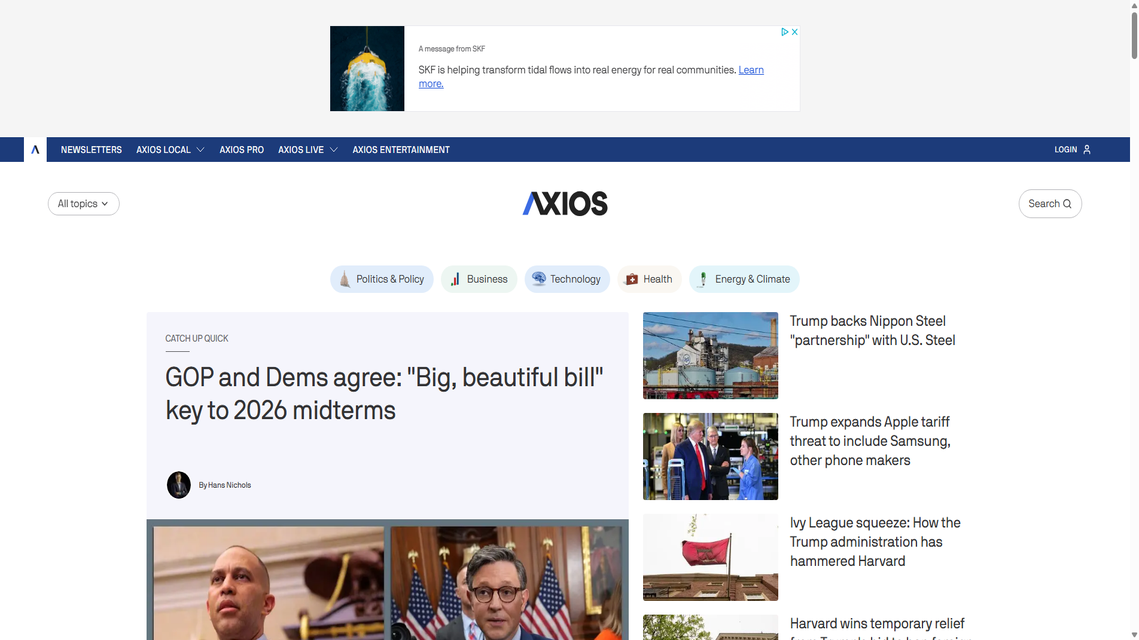 A message from SKF
SKF is helping transform tidal flows into real energy for real communities. Learn
more.
NEWSLETTERS
AXIOS LOCAL
AXIOS PRO
AXIOS LIVE
AXIOS ENTERTAINMENT
LOGIN
All topics
AXIOS
Search
Politics & Policy
Business
Technology
Health
Energy & Climate
CATCH UP QUICK
GOP and Dems agree: "Big, beautiful bill"
key to 2026 midterms
By Hans Nichols
Trump backs Nippon Steel
"partnership" with U.S. Steel
Trump expands Apple tariff
threat to include Samsung,
other phone makers
Ivy League squeeze: How the
Trump administration has
hammered Harvard
Harvard wins temporary relief